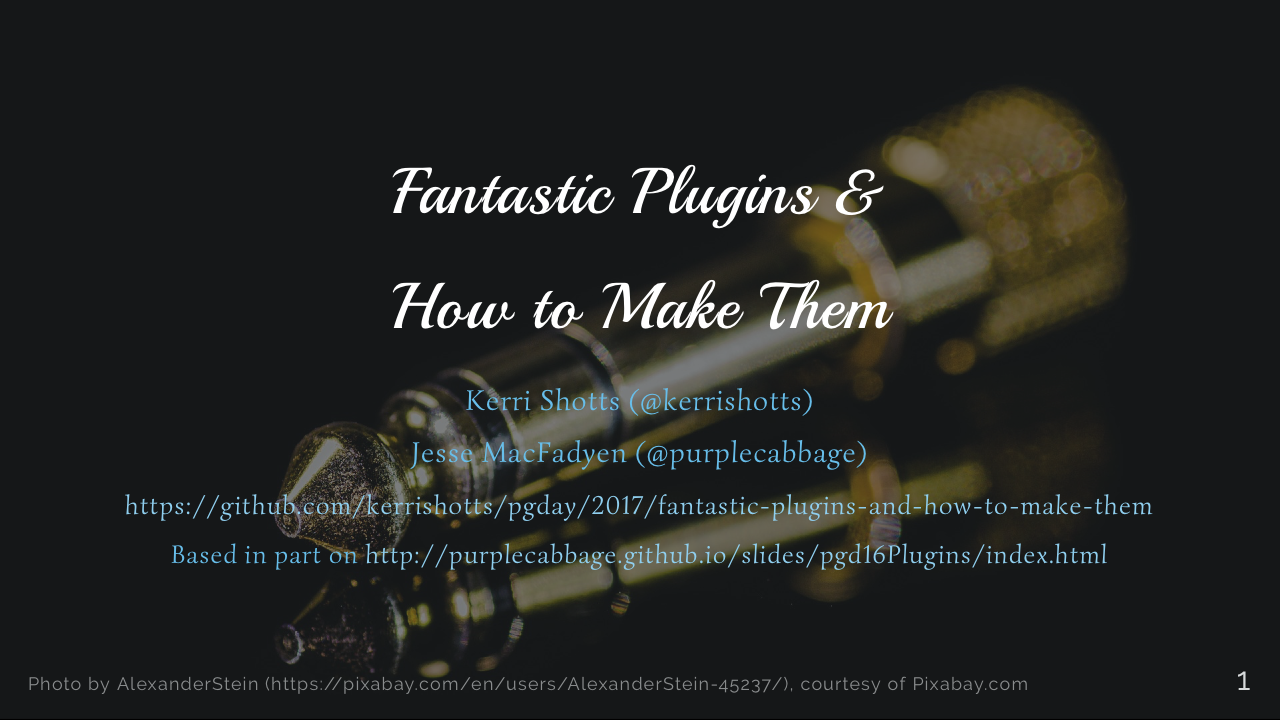 Fantastic Plugins &
How to Make Them
Kerri Shotts (@kerrishotts)
Jesse MacFadyen (@purplecabbage)
https://github.com/kerrishotts/pgday/2017/fantastic-plugins-and-how-to-make-them
Based in part on http://purplecabbage.github.io/slides/pgd16Plugins/index.html
Photo by AlexanderStein (https://pixabay.com/en/users/AlexanderStein-45237/), courtesy of Pixabay.com
1